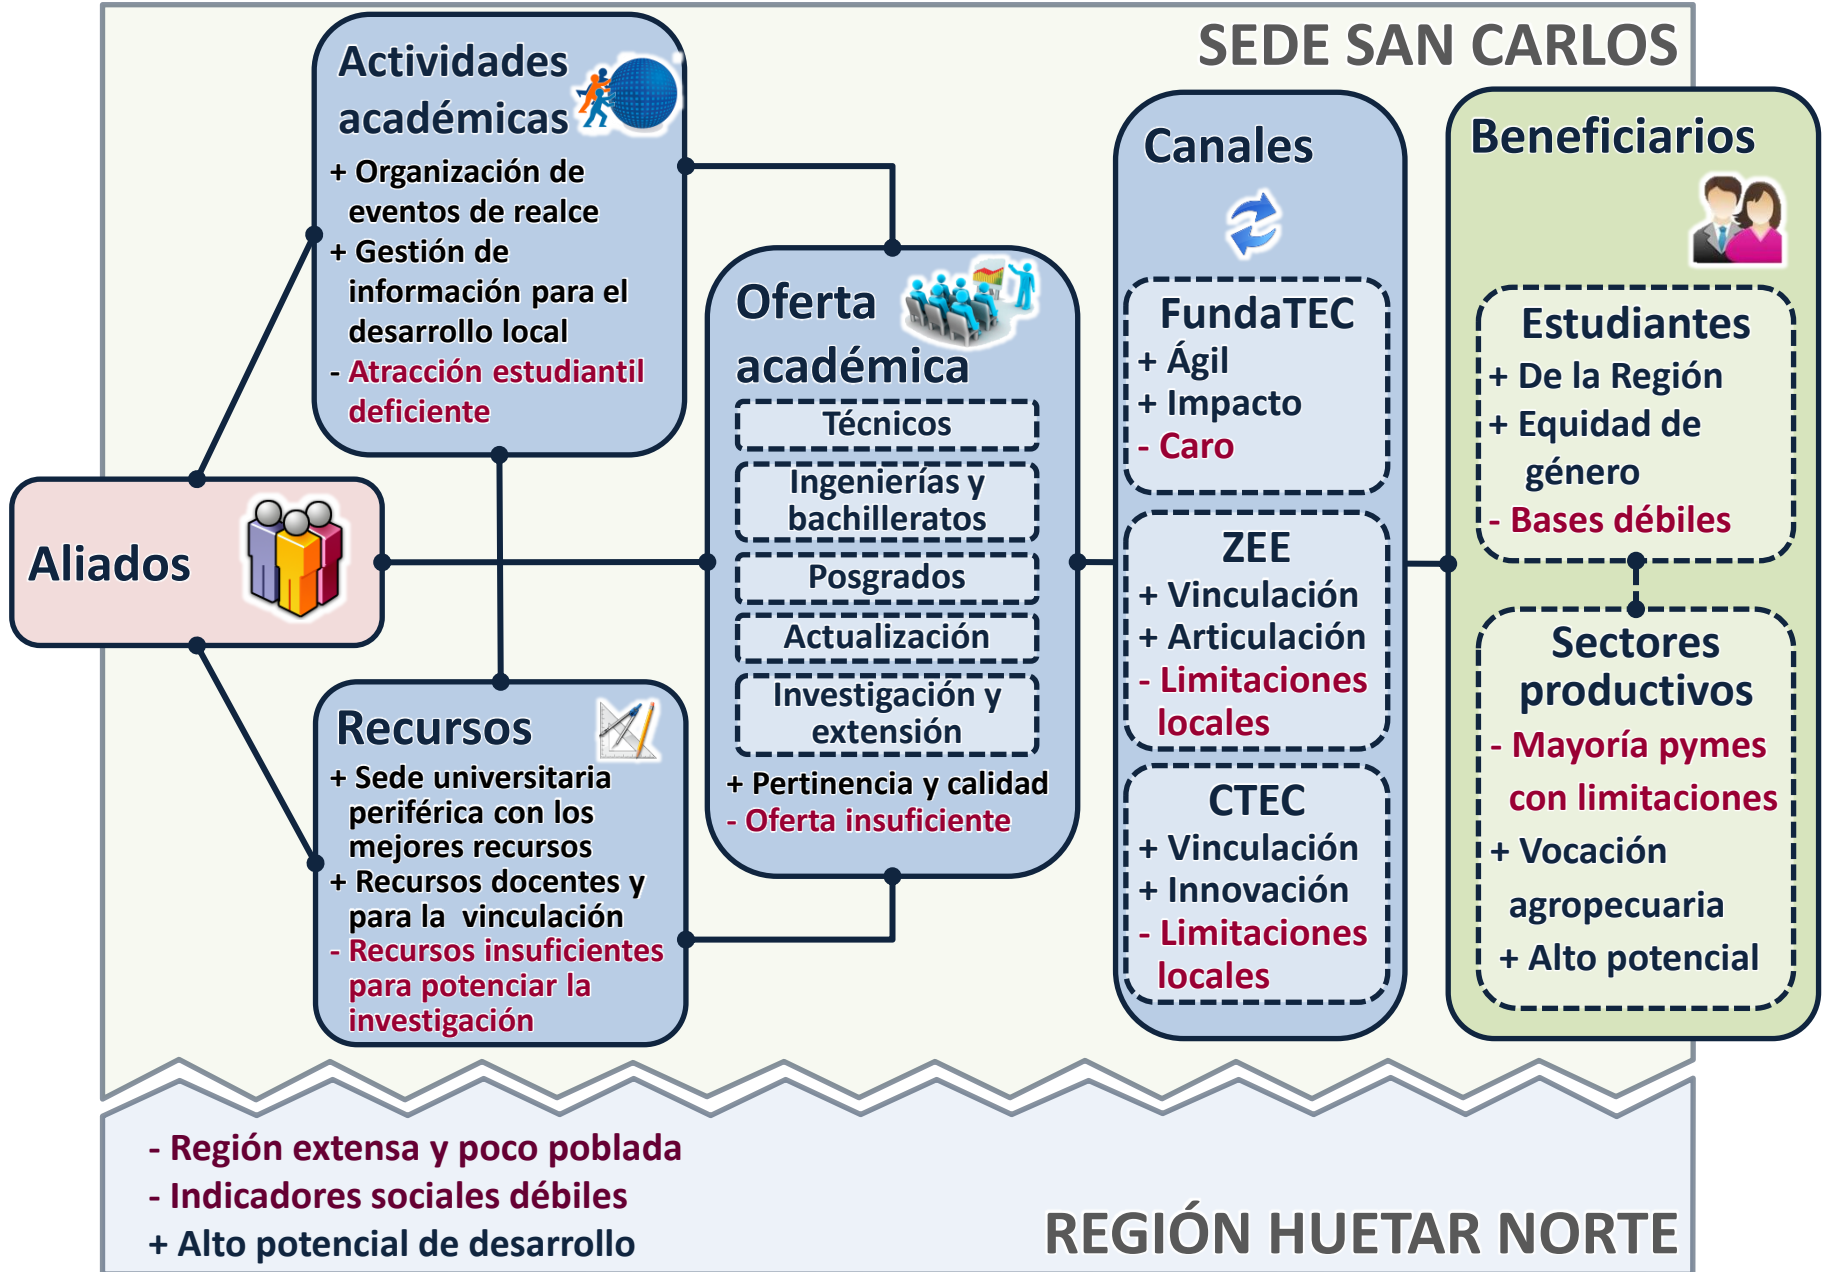 SEDE SAN CARLOS
Actividades
académicas
+ Organización de
eventos de realce
+ Gestión de
información para el
desarrollo local
- Atracción estudiantil
deficiente
Aliados
Recursos
+ Sede universitaria
periférica con los
mejores recursos
+ Recursos docentes y
para la vinculación
- Recursos insuficientes
para potenciar la
investigación
Oferta
académica
Técnicos
Ingenierías y
bachilleratos
Posgrados
Actualización
Investigación y
extensión
+ Pertinencia y calidad
- Oferta insuficiente
Canales
FundaTEC
+ Ágil
+ Impacto
- Caro
ZEE
+ Vinculación
+ Articulación
- Limitaciones
locales
CTEC
+ Vinculación
+ Innovación
- Limitaciones
locales
Beneficiarios
Estudiantes
+ De la Región
+ Equidad de
género
- Bases débiles
Sectores
productivos
- Mayoría pymes
con limitaciones
+ Vocación
agropecuaria
+ Alto potencial
- Región extensa y poco poblada
- Indicadores sociales débiles
+ Alto potencial de desarrollo
REGIÓN HUETAR NORTE